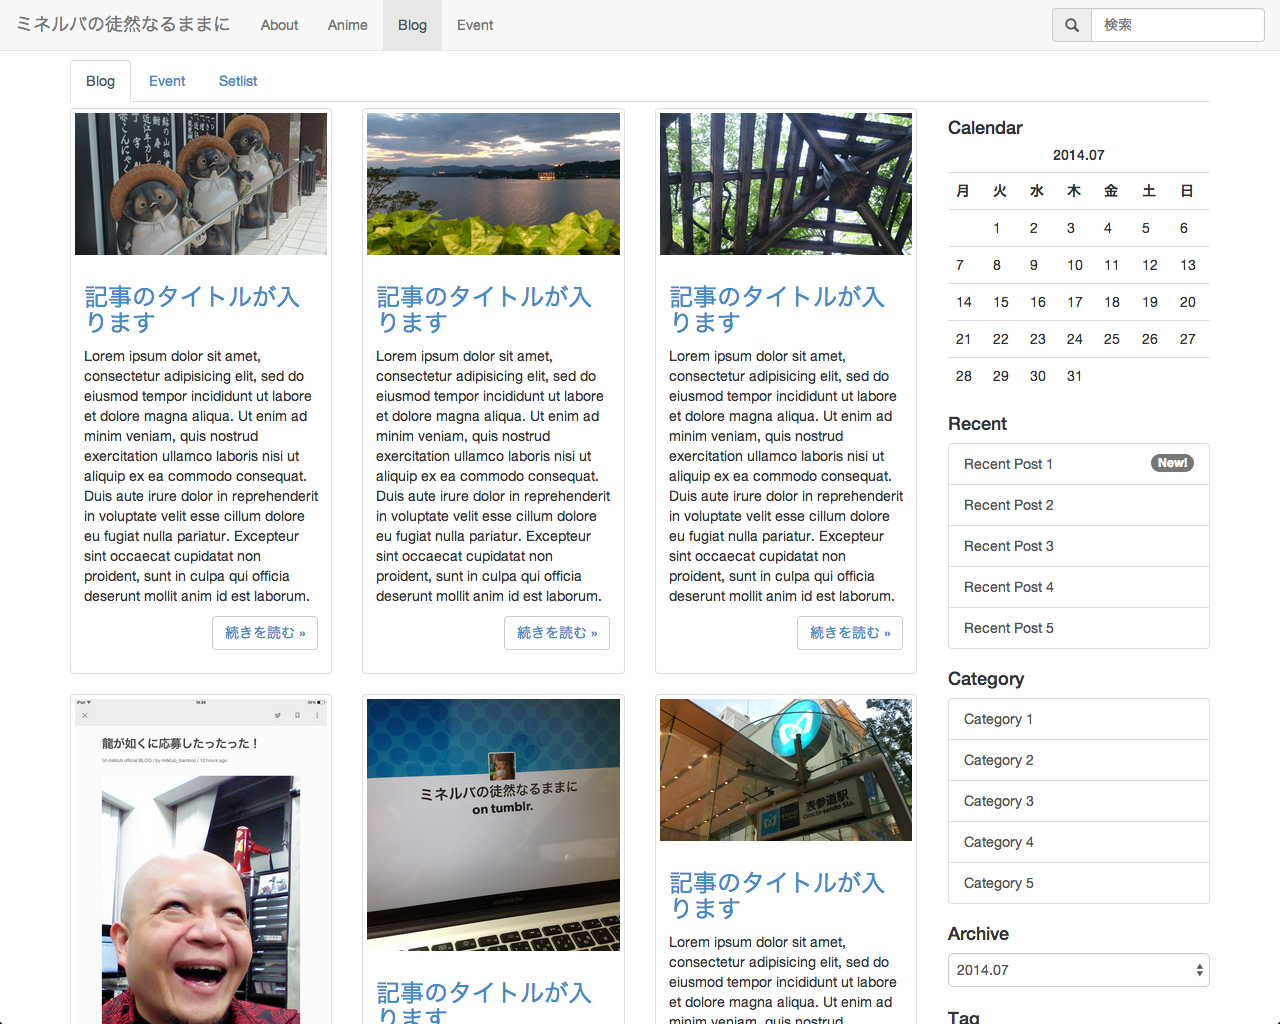 ミネルバの徒然なるままに
About
Anime
Blog
Event
検索
Blog
Event
Setlist
記事のタイトルが入
ります
Lorem ipsum dolor sit amet,
consectetur adipisicing elit, sed do
eiusmod tempor incididunt ut labore
et dolore magna aliqua. Ut enim ad
minim veniam, quis nostrud
exercitation ullamco laboris nisi ut
aliquip ex ea commodo consequat.
Duis aute irure dolor in reprehenderit
in voluptate velit esse cillum dolore
eu fugiat nulla pariatur. Excepteur
sint occaecat cupidatat non
proident, sunt in culpa qui officia
deserunt mollit anim id est laborum.
続きを読む »
記事のタイトルが入
ります
Lorem ipsum dolor sit amet,
consectetur adipisicing elit, sed do
eiusmod tempor incididunt ut labore
et dolore magna aliqua. Ut enim ad
minim veniam, quis nostrud
exercitation ullamco laboris nisi ut
aliquip ex ea commodo consequat.
Duis aute irure dolor in reprehenderit
in voluptate velit esse cillum dolore
eu fugiat nulla pariatur. Excepteur
sint occaecat cupidatat non
proident, sunt in culpa qui officia
deserunt mollit anim id est laborum.
続きを読む »
記事のタイトルが入
ります
Lorem ipsum dolor sit amet,
consectetur adipisicing elit, sed do
eiusmod tempor incididunt ut labore
et dolore magna aliqua. Ut enim ad
minim veniam, quis nostrud
exercitation ullamco laboris nisi ut
aliquip ex ea commodo consequat.
Duis aute irure dolor in reprehenderit
in voluptate velit esse cillum dolore
eu fugiat nulla pariatur. Excepteur
sint occaecat cupidatat non
proident, sunt in culpa qui officia
deserunt mollit anim id est laborum.
続きを読む »
iPad
16:24
龍が如くに応募したったった！
milktub official BLOG / by milktub_bamboo / 12 hours ago
ミネルバの徒然なるままに
on tumblr.
MacBook Pro
表参道駅
Omote-sando Sta.
記事のタイトルが入
ります
記事のタイトルが入
ります
Lorem ipsum dolor sit amet,
consectetur adipisicing elit, sed do
eiusmod tempor incididunt ut labore
et dolore magna aliqua. Ut enim ad
Calendar
2014.07
月 火 水 木 金 土 日
1 2 3 4 5 6
7 8 9 10 11 12 13
14 15 16 17 18 19 20
21 22 23 24 25 26 27
28 29 30 31
Recent
Recent Post 1 New!
Recent Post 2
Recent Post 3
Recent Post 4
Recent Post 5
Category
Category 1
Category 2
Category 3
Category 4
Category 5
Archive
2014.07
Tag